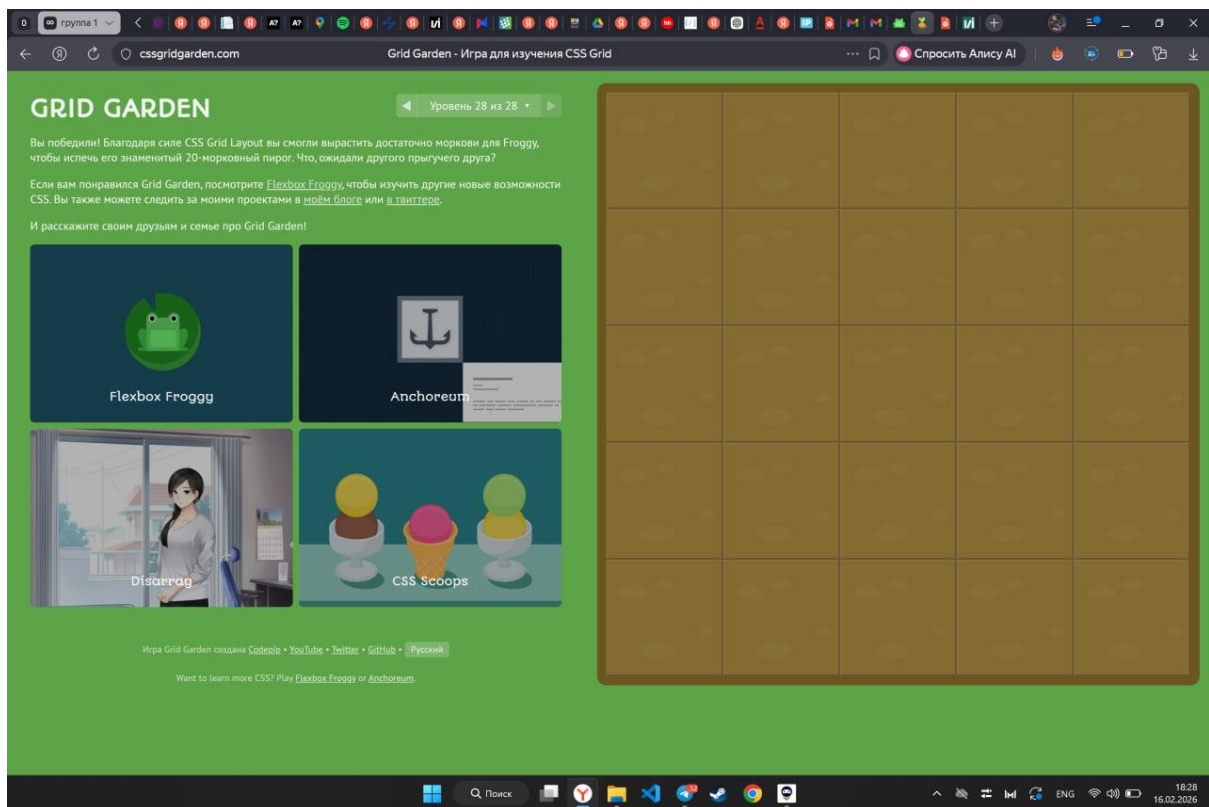 0
группа 1
cssgridgarden.com
Grid Garden - Игра для изучения CSS Grid
Спросить Алису AI
GRID GARDEN
Уровень 28 из 28
Вы победили! Благодаря силе CSS Grid Layout вы смогли вырастить достаточно моркови для Froggy,
чтобы испечь его знаменитый 20-морковный пирог. Что, ожидали другого прыгучего друга?
Если вам понравился Grid Garden, посмотрите Flexbox Froggy, чтобы изучить другие новые возможности
CSS. Вы также можете следить за моими проектами в моём блоге или в твиттере.
И расскажите своим друзьям и семье про Grid Garden!
Flexbox Froggy
Anchoreum
Disarray
CSS Scoops
Игра Grid Garden создана Codepip • YouTube • Twitter • GitHub • Русский
Want to learn more CSS? Play Flexbox Froggy or Anchoreum.
Поиск
ENG
18:28
16.02.2026